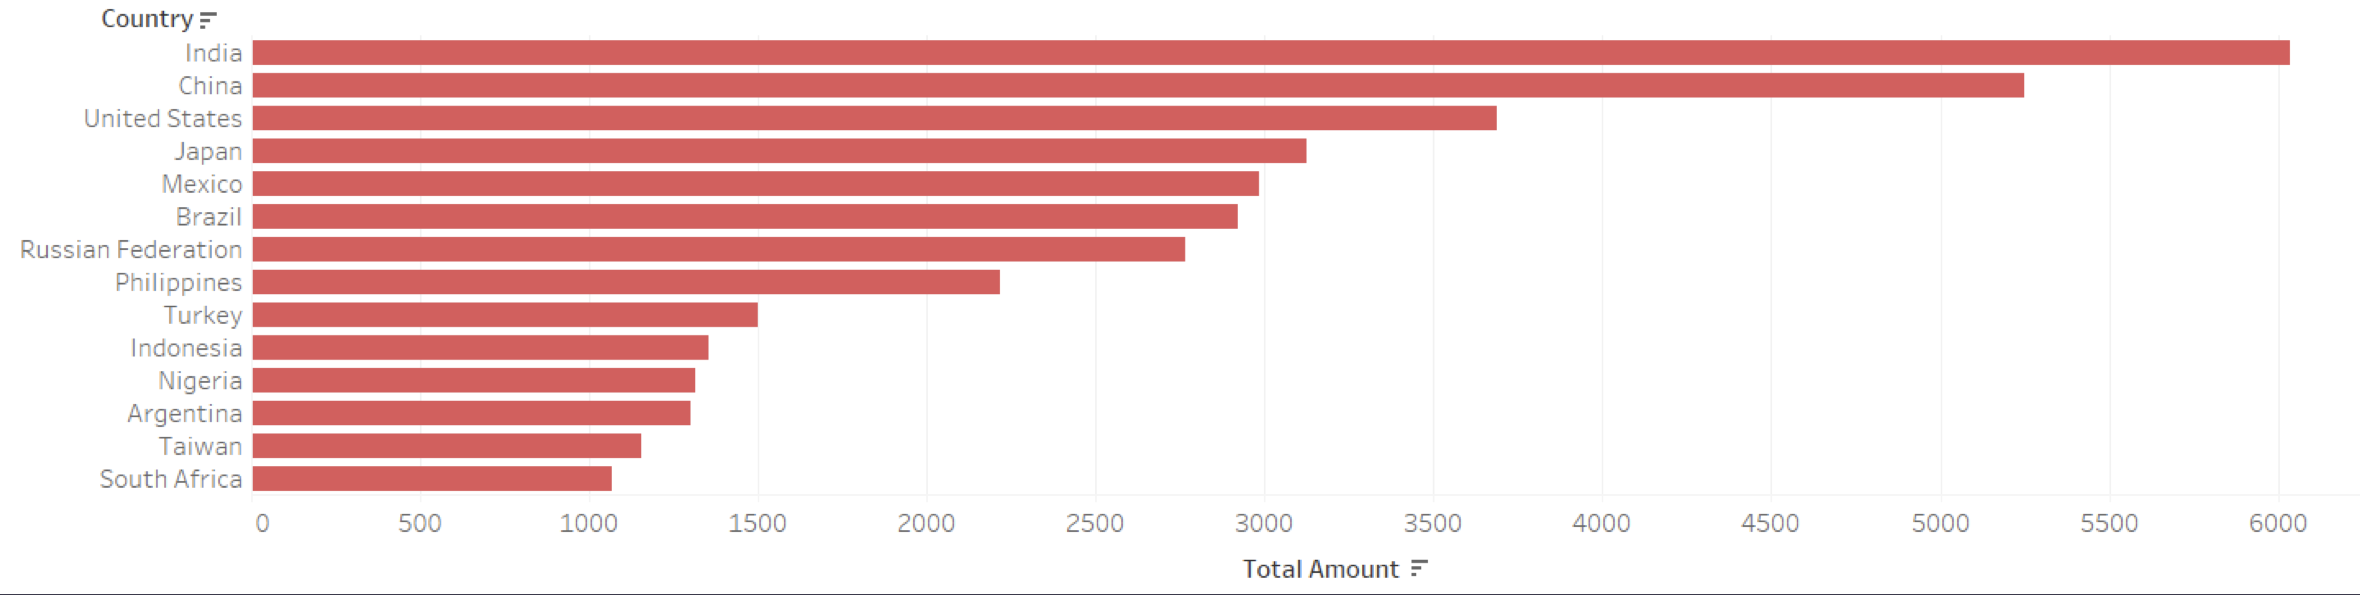 Country
India
China
United States
Japan
Mexico
Brazil
Russian Federation
Philippines
Turkey
Indonesia
Nigeria
Argentina
Taiwan
South Africa
0 500 1000 1500 2000 2500 3000 3500 4000 4500 5000 5500 6000
Total Amount